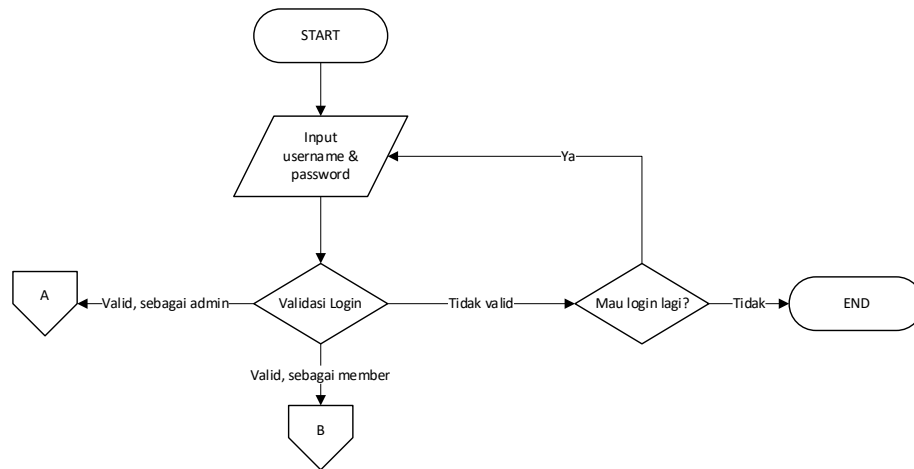 START
Input
username &
password
Ya
A
Valid, sebagai admin
Validasi Login
Tidak valid
Mau login lagi?
Tidak
END
Valid, sebagai member
B